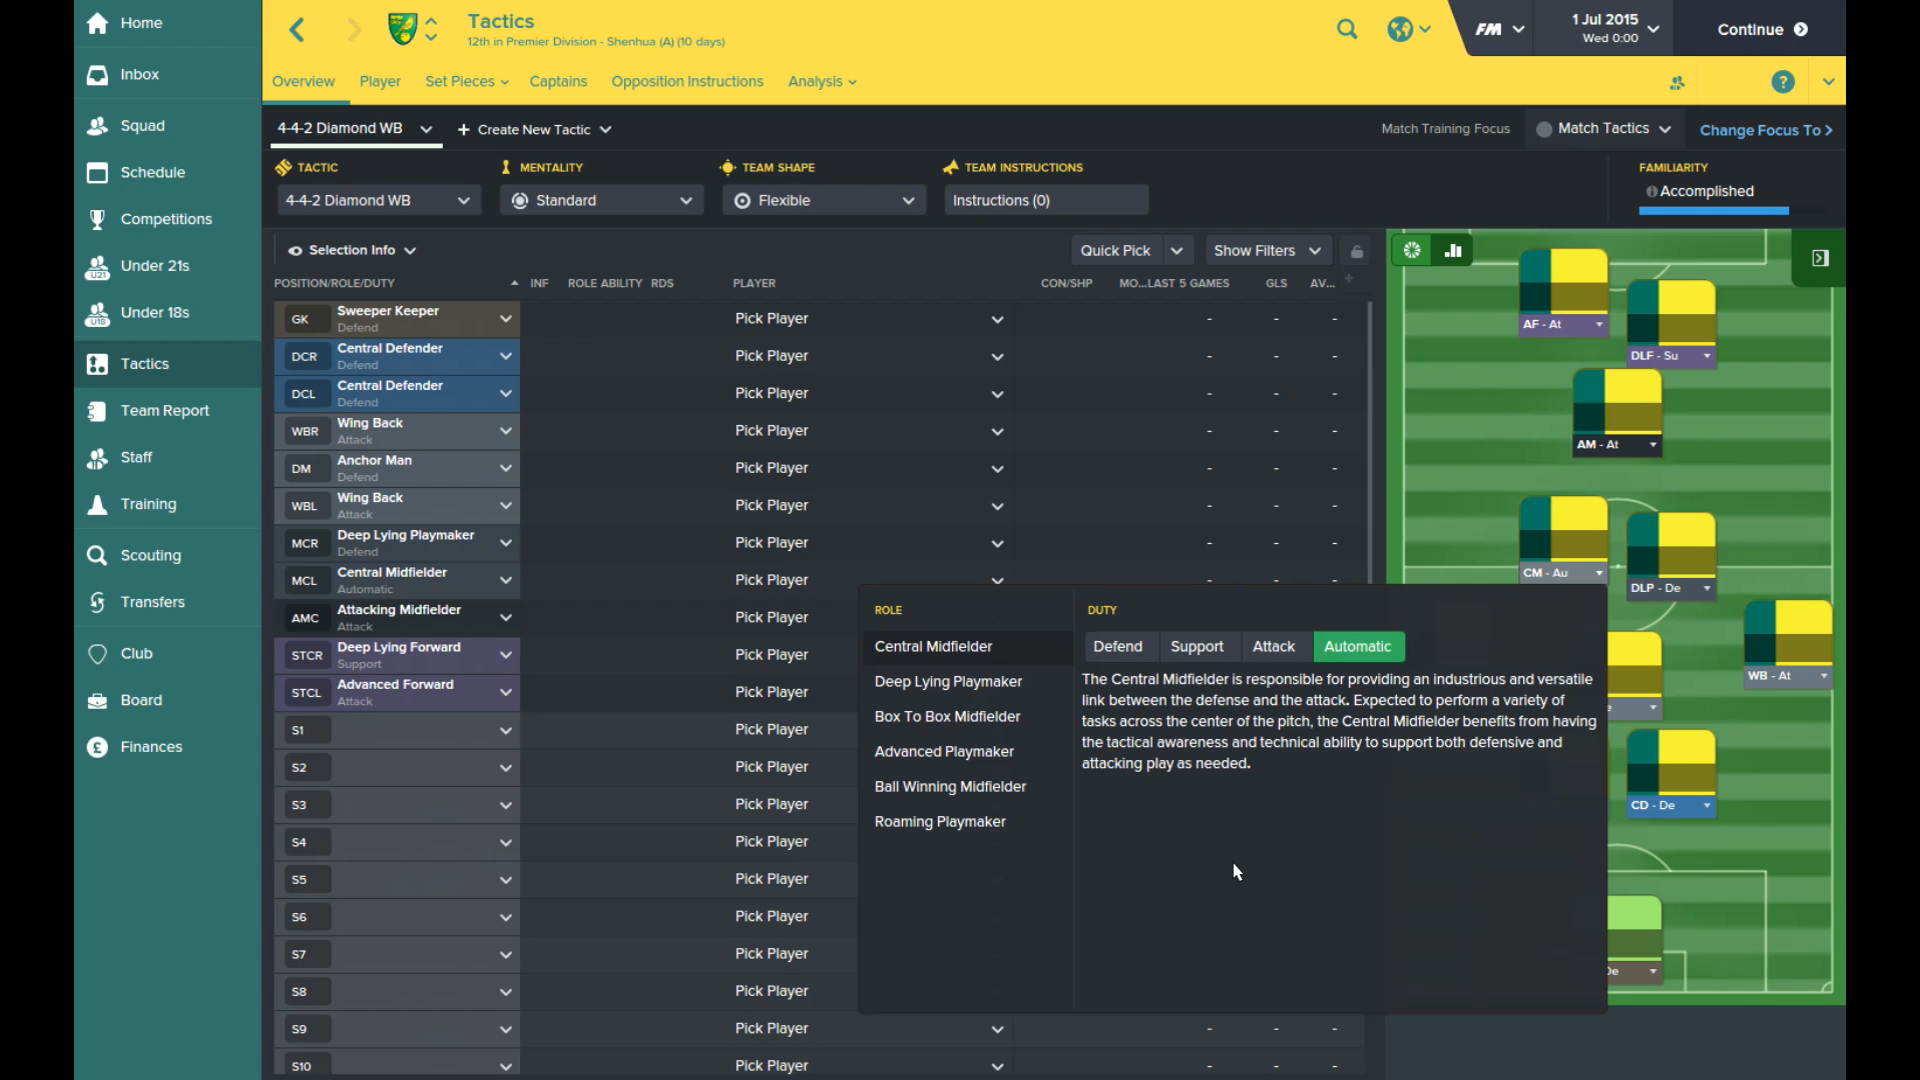 Home
Inbox
Squad
Schedule
Competitions
U21
Under 21s
U18
Under 18s
Tactics
Team Report
Staff
Training
Scouting
Transfers
Club
Board
£
Finances
Tactics
12th in Premier Division - Shenhua (A) (10 days)
FM
1 Jul 2015
Wed 0:00
Continue
Overview
Player
Set Pieces
Captains
Opposition Instructions
Analysis
?
4-4-2 Diamond WB
+ Create New Tactic
Match Training Focus
Match Tactics
Change Focus To >
TACTIC
MENTALITY
TEAM SHAPE
TEAM INSTRUCTIONS
FAMILIARITY
4-4-2 Diamond WB
Standard
Flexible
Instructions (0)
Accomplished
Selection Info
Quick Pick
Show Filters
POSITION/ROLE/DUTY
INF
ROLE ABILITY
RDS
PLAYER
CON/SHP
MO...
LAST 5 GAMES
GLS
AV...
+
GK
Sweeper Keeper
Defend
Pick Player
-
-
-
DCR
Central Defender
Defend
Pick Player
-
-
-
DCL
Central Defender
Defend
Pick Player
-
-
-
WBR
Wing Back
Attack
Pick Player
-
-
-
DM
Anchor Man
Defend
Pick Player
-
-
-
WBL
Wing Back
Attack
Pick Player
-
-
-
MCR
Deep Lying Playmaker
Defend
Pick Player
-
-
-
MCL
Central Midfielder
Automatic
Pick Player
-
-
-
AMC
Attacking Midfielder
Attack
Pick Player
STCR
Deep Lying Forward
Support
Pick Player
STCL
Advanced Forward
Attack
Pick Player
S1
Pick Player
S2
Pick Player
S3
Pick Player
S4
Pick Player
S5
Pick Player
S6
Pick Player
S7
Pick Player
S8
Pick Player
S9
Pick Player
-
-
-
S10
Pick Player
-
-
-
ROLE
Central Midfielder
Deep Lying Playmaker
Box To Box Midfielder
Advanced Playmaker
Ball Winning Midfielder
Roaming Playmaker
DUTY
Defend
Support
Attack
Automatic
The Central Midfielder is responsible for providing an industrious and versatile
link between the defense and the attack. Expected to perform a variety of
tasks across the center of the pitch, the Central Midfielder benefits from having
the tactical awareness and technical ability to support both defensive and
attacking play as needed.
AF - At
DLF - Su
AM - At
CM - Au
DLP - De
WB - At
CD - De
De